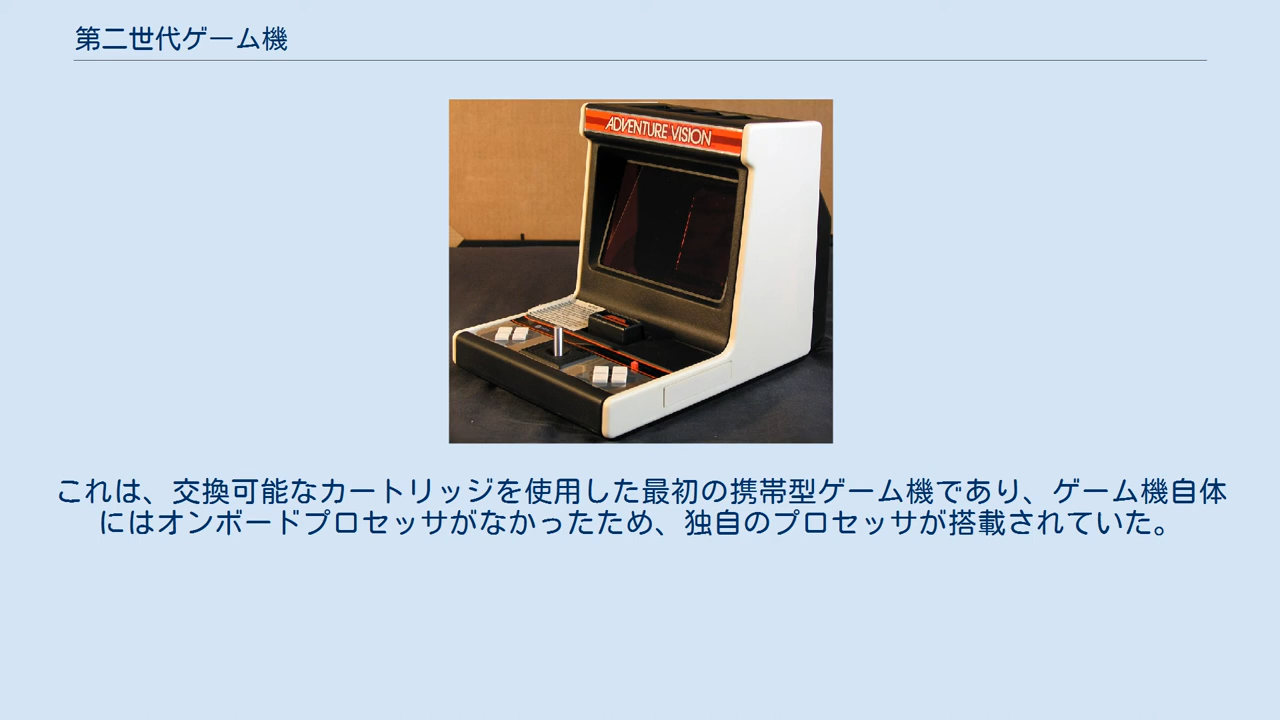 第二世代ゲーム機
ADVENTURE VISION
これは、交換可能なカートリッジを使用した最初の携帯型ゲーム機であり、ゲーム機自体
にはオンボードプロセッサがなかったため、独自のプロセッサが搭載されていた。